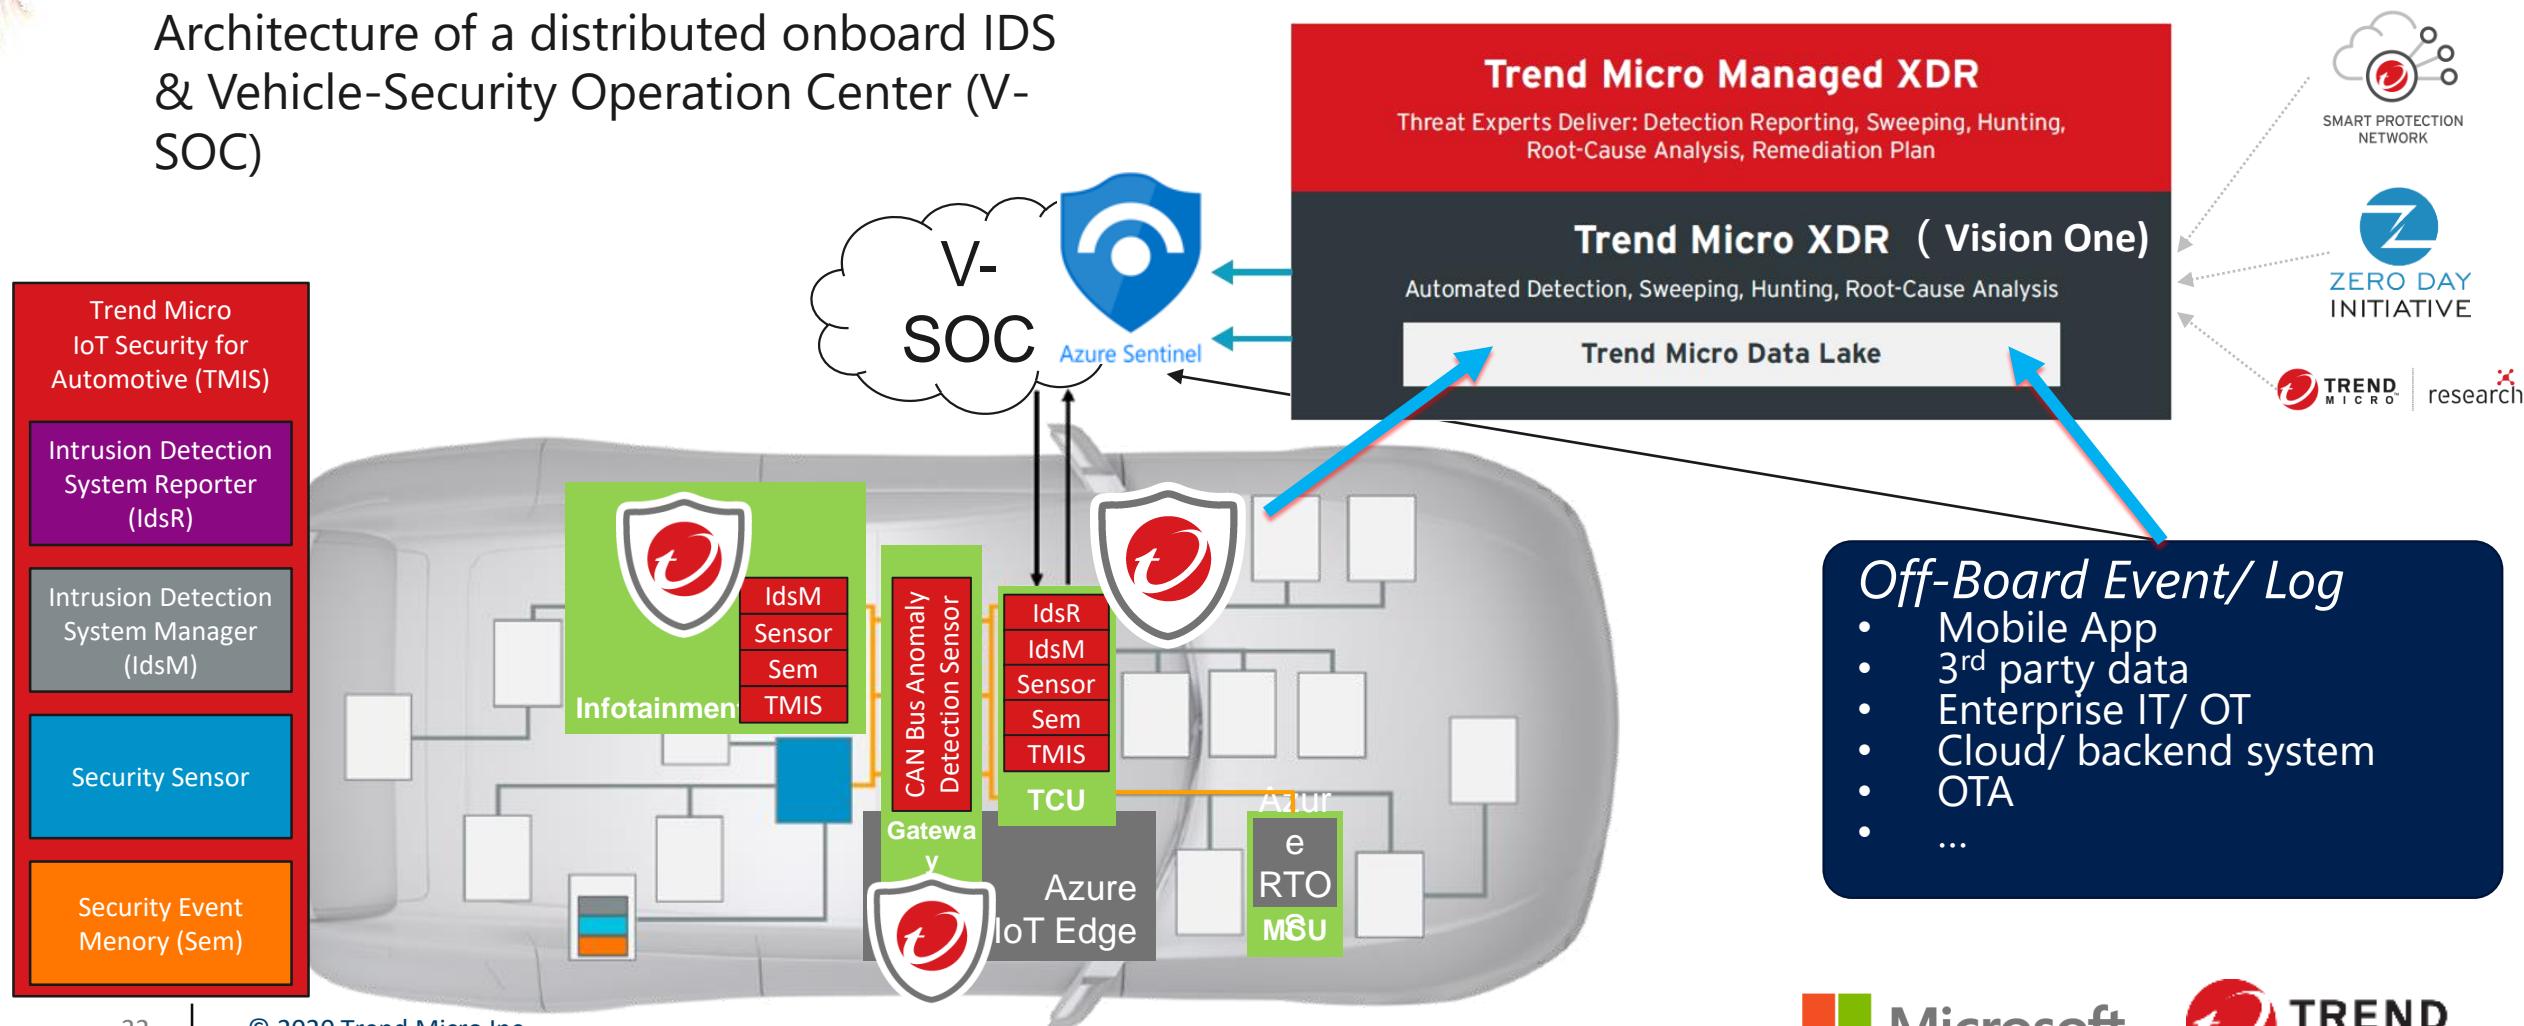 Architecture of a distributed onboard IDS
& Vehicle-Security Operation Center (V-
SOC)
Trend Micro Managed XDR
Threat Experts Deliver: Detection Reporting, Sweeping, Hunting,
Root-Cause Analysis, Remediation Plan
Trend Micro XDR ( Vision One)
Automated Detection, Sweeping, Hunting, Root-Cause Analysis
Trend Micro Data Lake
SMART PROTECTION
NETWORK
ZERO DAY
INITIATIVE
TREND
MICRO
research
V-
SOC
Azure Sentinel
Trend Micro
IoT Security for
Automotive (TMIS)
Intrusion Detection
System Reporter
(IdsR)
Intrusion Detection
System Manager
(IdsM)
Security Sensor
Security Event
Menory (Sem)
IdsM
Sensor
Sem
TMIS
Infotainmen
CAN Bus Anomaly
Detection Sensor
Gatewa
y
IdsR
IdsM
Sensor
Sem
TMIS
TCU
Azure
IoT Edge
Azur
e
RTO
S
MCU
Off-Board Event/ Log
• Mobile App
• 3rd party data
• Enterprise IT/ OT
• Cloud/ backend system
• OTA
• ...
© 2020 Trend Micro Inc
Microsoft
TREND